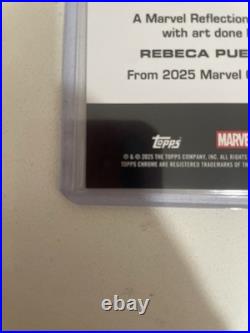 A Marvel Reflection
with art done
REBECA PUE
From 2025 Marvel
Topps
MARVEL
© & ® 2025 THE TOPPS COMPANY, INC. ALL RIGHTS
TOPPS CHROME ARE REGISTERED TRADEMARKS OF TH